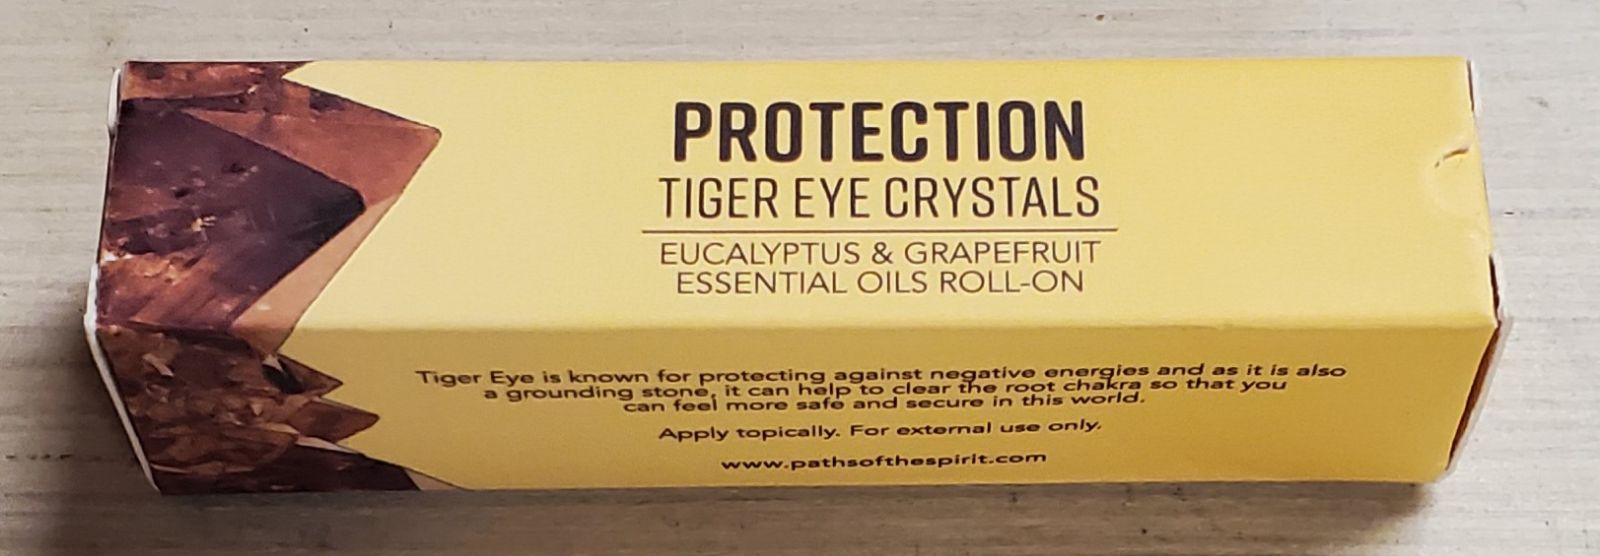 PROTECTION
TIGER EYE CRYSTALS
EUCALYPTUS & GRAPEFRUIT
ESSENTIAL OILS ROLL-ON
Tiger Eye is known for protecting against negative energies and as it is also
a grounding stone, it can help to clear the root chakra so that you
can feel more safe and secure in this world.
Apply topically. For external use only.
www.pathsofthespirit.com